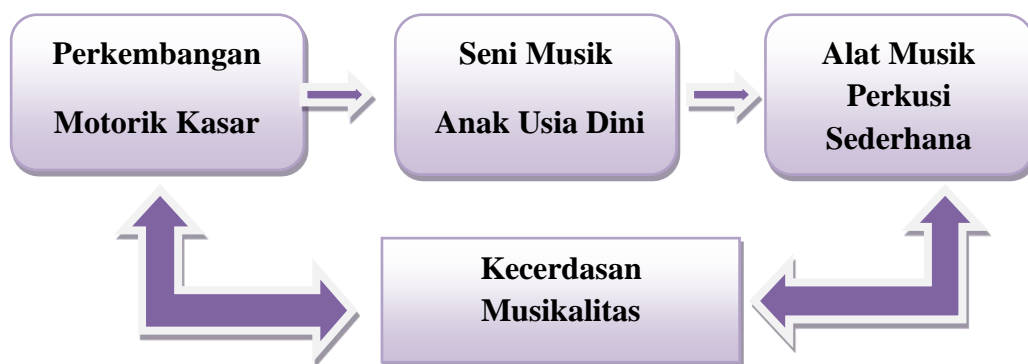 Perkembangan
Motorik Kasar
Seni Musik
Anak Usia Dini
Alat Musik
Perkusi
Sederhana
Kecerdasan
Musikalitas